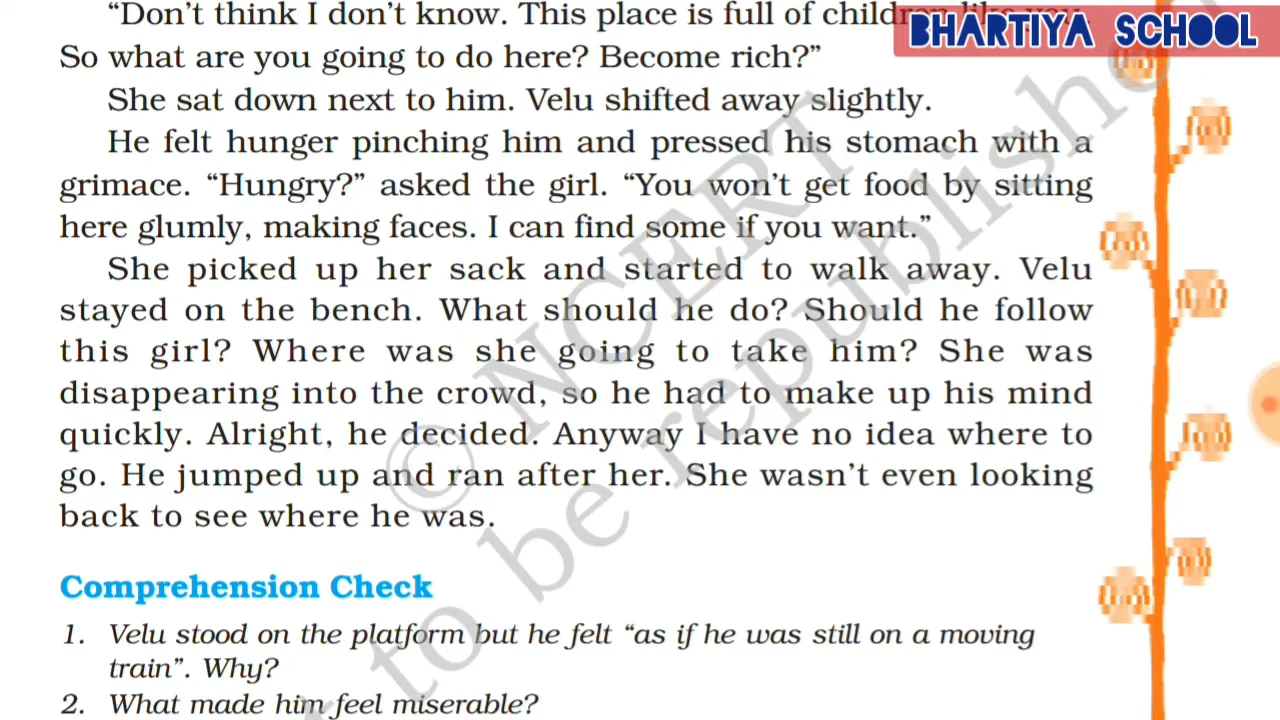 “Don’t think I don’t know. This place is full of children like you.
BHARTIYA SCHOOL
So what are you going to do here? Become rich?”
She sat down next to him. Velu shifted away slightly.
He felt hunger pinching him and pressed his stomach with a
grimace. “Hungry?” asked the girl. “You won’t get food by sitting
here glumly, making faces. I can find some if you want.”
She picked up her sack and started to walk away. Velu
stayed on the bench. What should he do? Should he follow
this girl? Where was she going to take him? She was
disappearing into the crowd, so he had to make up his mind
quickly. Alright, he decided. Anyway I have no idea where to
go. He jumped up and ran after her. She wasn’t even looking
back to see where he was.
© NCERT
to be republishe
Comprehension Check
1. Velu stood on the platform but he felt “as if he was still on a moving
train”. Why?
2. What made him feel miserable?